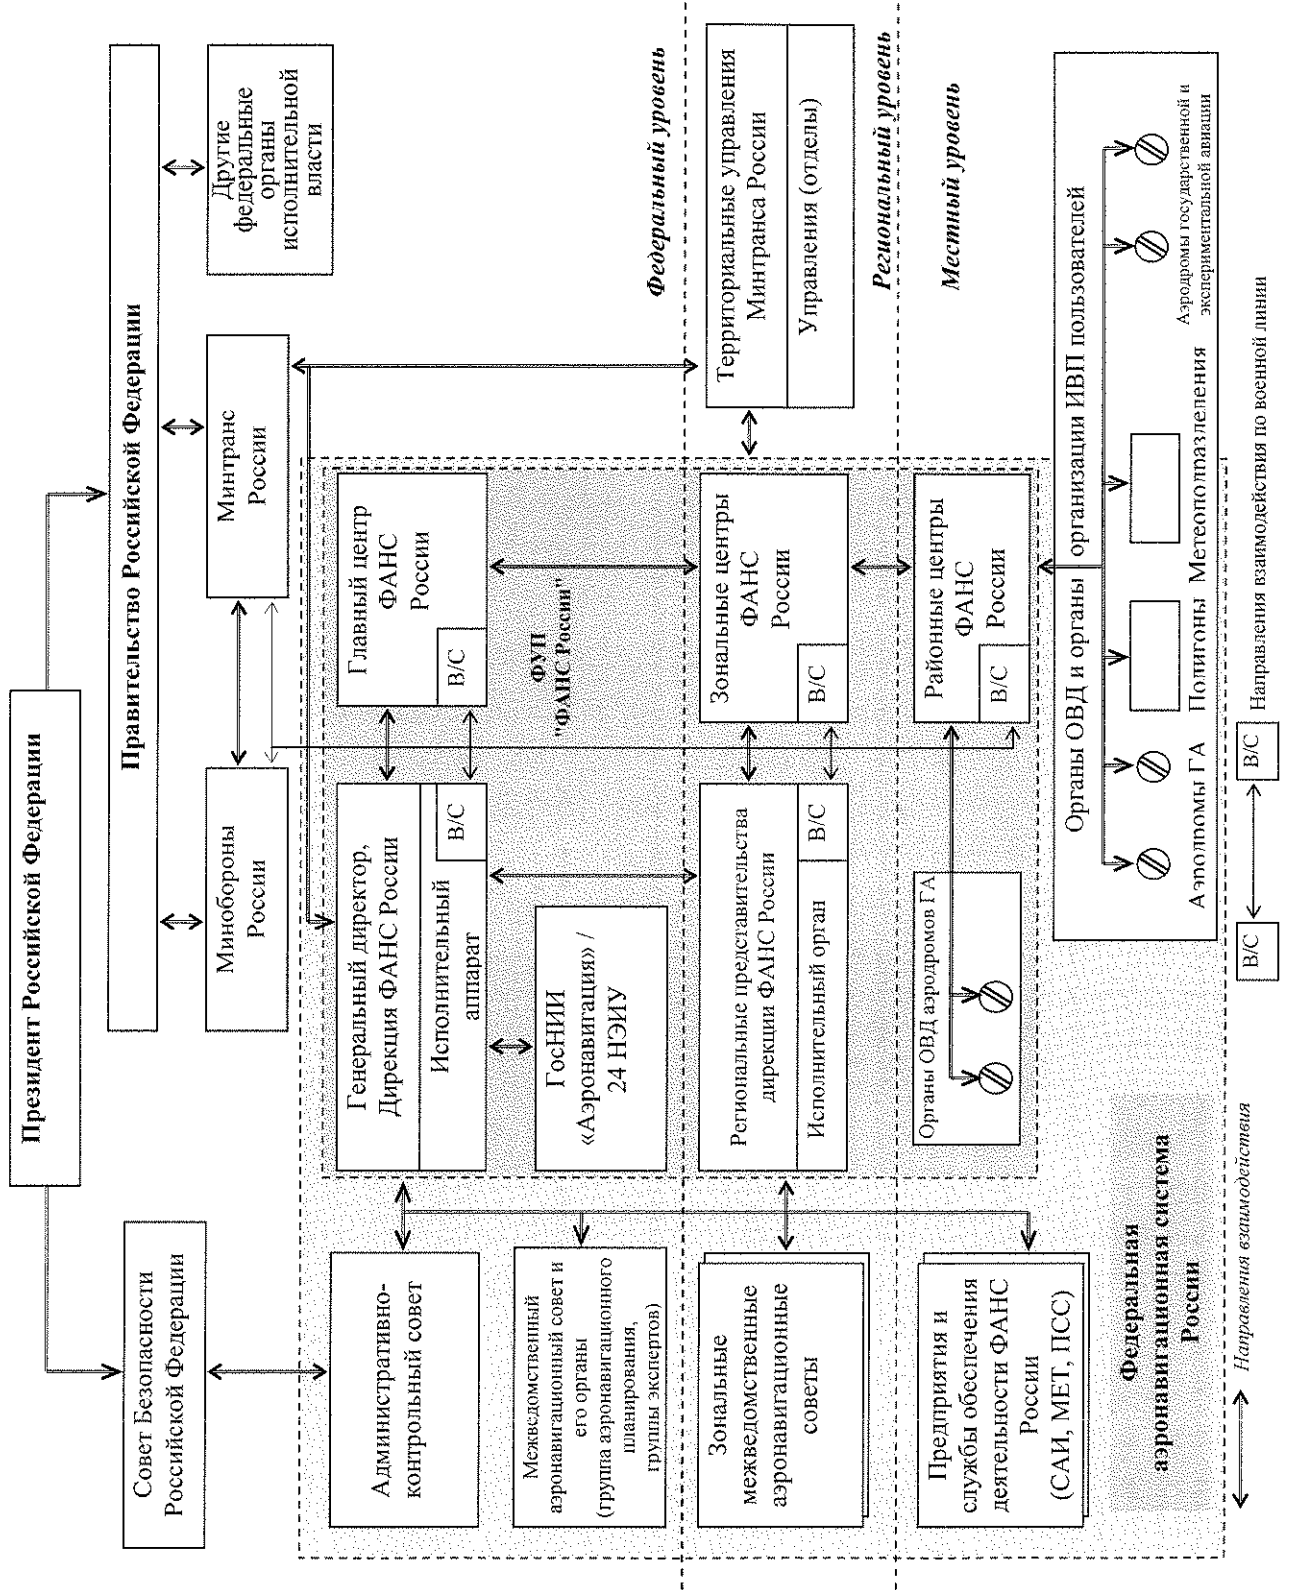 Президент Российской Федерации
Совет Безопасности
Российской Федерации
Правительство Российской Федерации
Минобороны
России
Минтранс
России
Другие
федеральные
органы
исполнительной
власти
Административно-
контрольный совет
Генеральный директор,
Дирекция ФАНС России
Исполнительный
аппарат
В/С
Главный центр
ФАНС
России
В/С
Межведомственный
аэронавигационный совет и
его органы
(группа аэронавигационного
планирования,
группы экспертов)
ГосНИИ
«Аэронавигация» /
24 НЭИУ
ФУП
"ФАНС России"
Федеральный уровень
Зональные
межведомственные
аэронавигационные
советы
Региональные представительства
дирекции ФАНС России
Исполнительный орган
В/С
Зональные центры
ФАНС
России
В/С
Территориальные управления
Минтранса России
Управления (отделы)
Региональный уровень
Местный уровень
Предприятия и
службы обеспечения
деятельности ФАНС
России
(САИ, МЕТ, ПСС)
Органы ОВД аэродромов ГА
Районные центры
ФАНС
России
В/С
Органы ОВД и органы организации ИВП пользователей
Аэродромы ГА
Полигоны
Метеоподразделения
Аэродромы государственной и
экспериментальной авиации
Федеральная
аэронавигационная система
России
Направления взаимодействия
В/С
В/С
Направления взаимодействия по военной линии